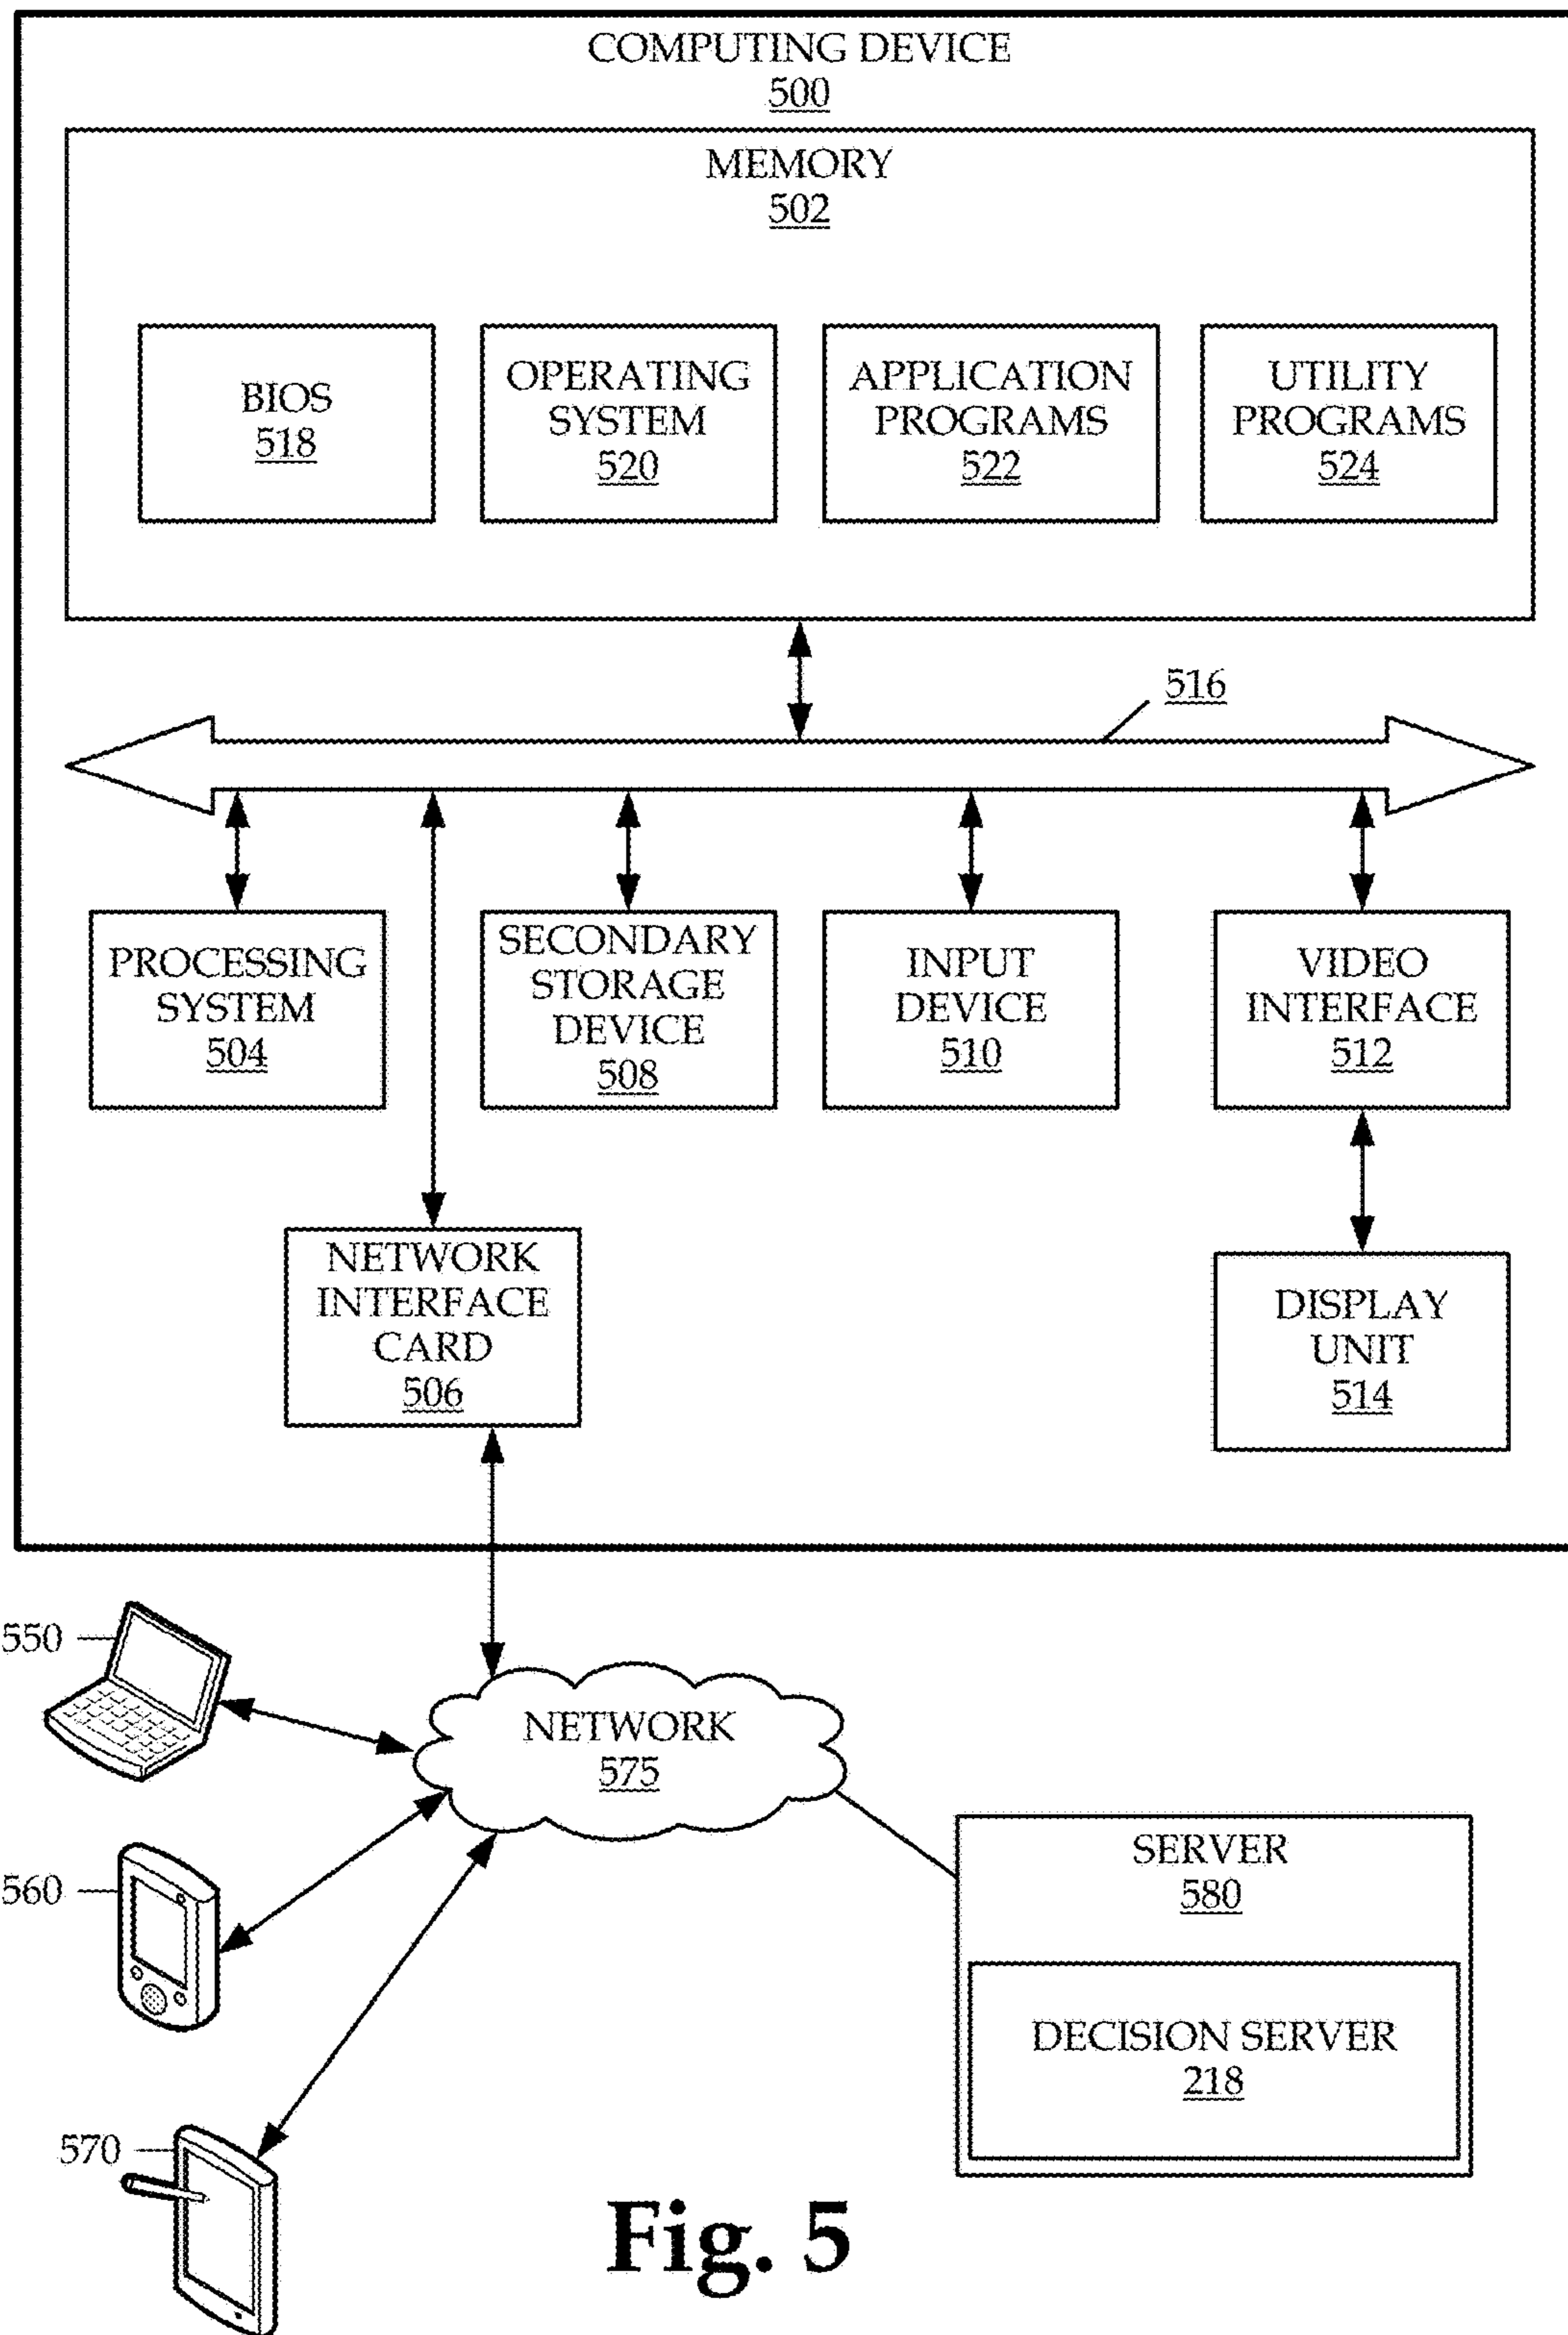 COMPUTING DEVICE
500
MEMORY
502
BIOS
518
OPERATING
SYSTEM
520
APPLICATION
PROGRAMS
522
UTILITY
PROGRAMS
524
516
PROCESSING
SYSTEM
504
SECONDARY
STORAGE
DEVICE
508
INPUT
DEVICE
510
VIDEO
INTERFACE
512
NETWORK
INTERFACE
CARD
506
DISPLAY
UNIT
514
550
NETWORK
575
560
SERVER
580
DECISION SERVER
218
570
Fig. 5